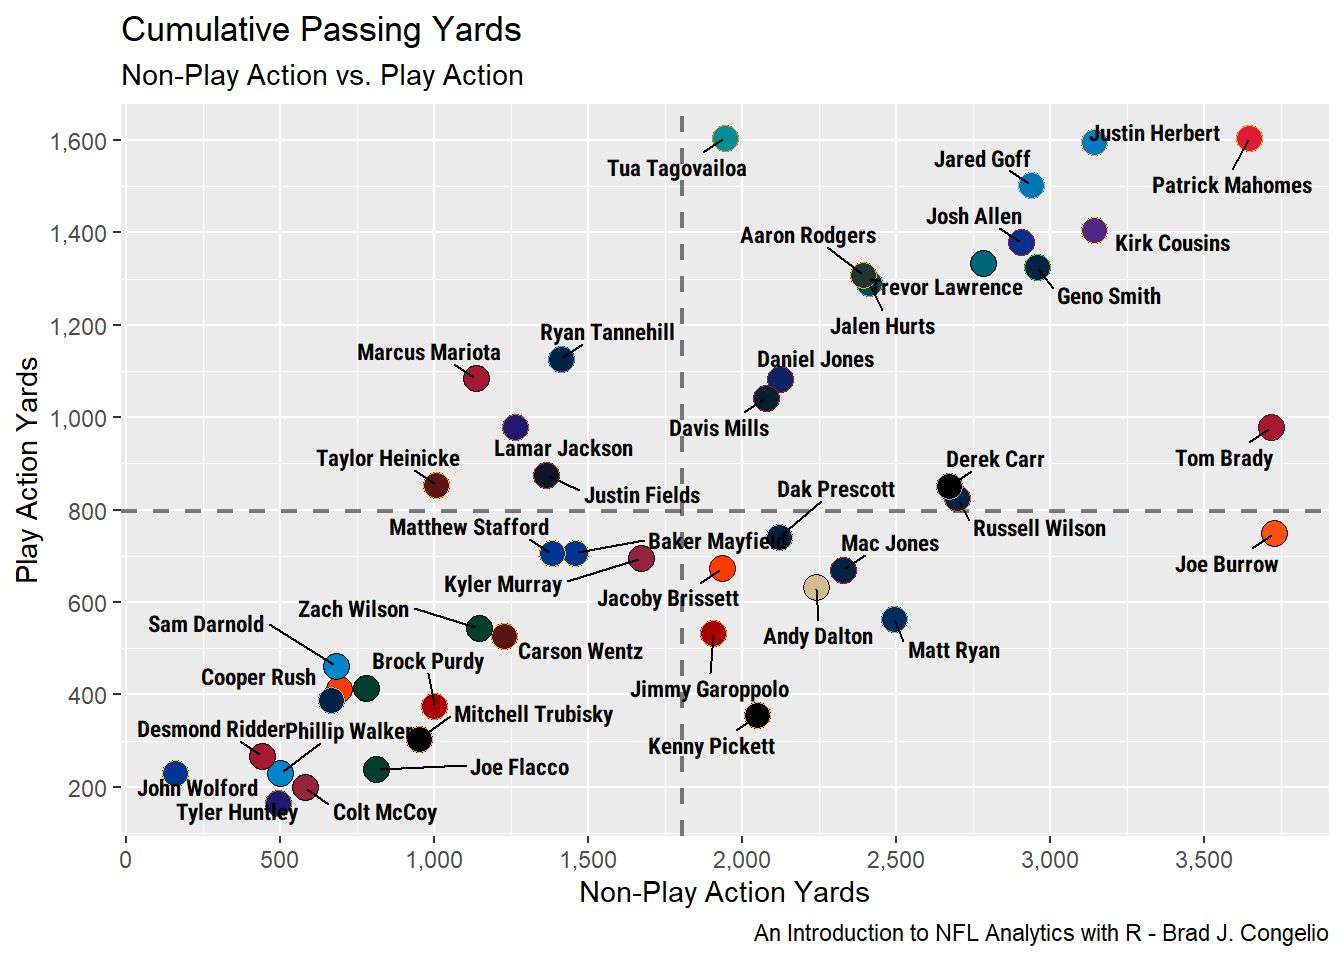 Cumulative Passing Yards
Non-Play Action vs. Play Action
1,600
1,400
1,200
1,000
800
600
400
200
Play Action Yards
Justin Herbert
Tua Tagovailoa
Jared Goff
Patrick Mahomes
Josh Allen
Aaron Rodgers
Kirk Cousins
Trevor Lawrence
Geno Smith
Jalen Hurts
Ryan Tannehill
Marcus Mariota
Daniel Jones
Davis Mills
Lamar Jackson
Taylor Heinicke
Derek Carr
Tom Brady
Justin Fields
Dak Prescott
Matthew Stafford
Russell Wilson
Baker Mayfield
Mac Jones
Joe Burrow
Kyler Murray
Jacoby Brissett
Zach Wilson
Sam Darnold
Andy Dalton
Carson Wentz
Matt Ryan
Brock Purdy
Cooper Rush
Jimmy Garoppolo
Mitchell Trubisky
Desmond Ridder
Phillip Walker
Kenny Pickett
Joe Flacco
John Wolford
Tyler Huntley
Colt McCoy
0
500
1,000
1,500
2,000
2,500
3,000
3,500
Non-Play Action Yards
An Introduction to NFL Analytics with R - Brad J. Congelio